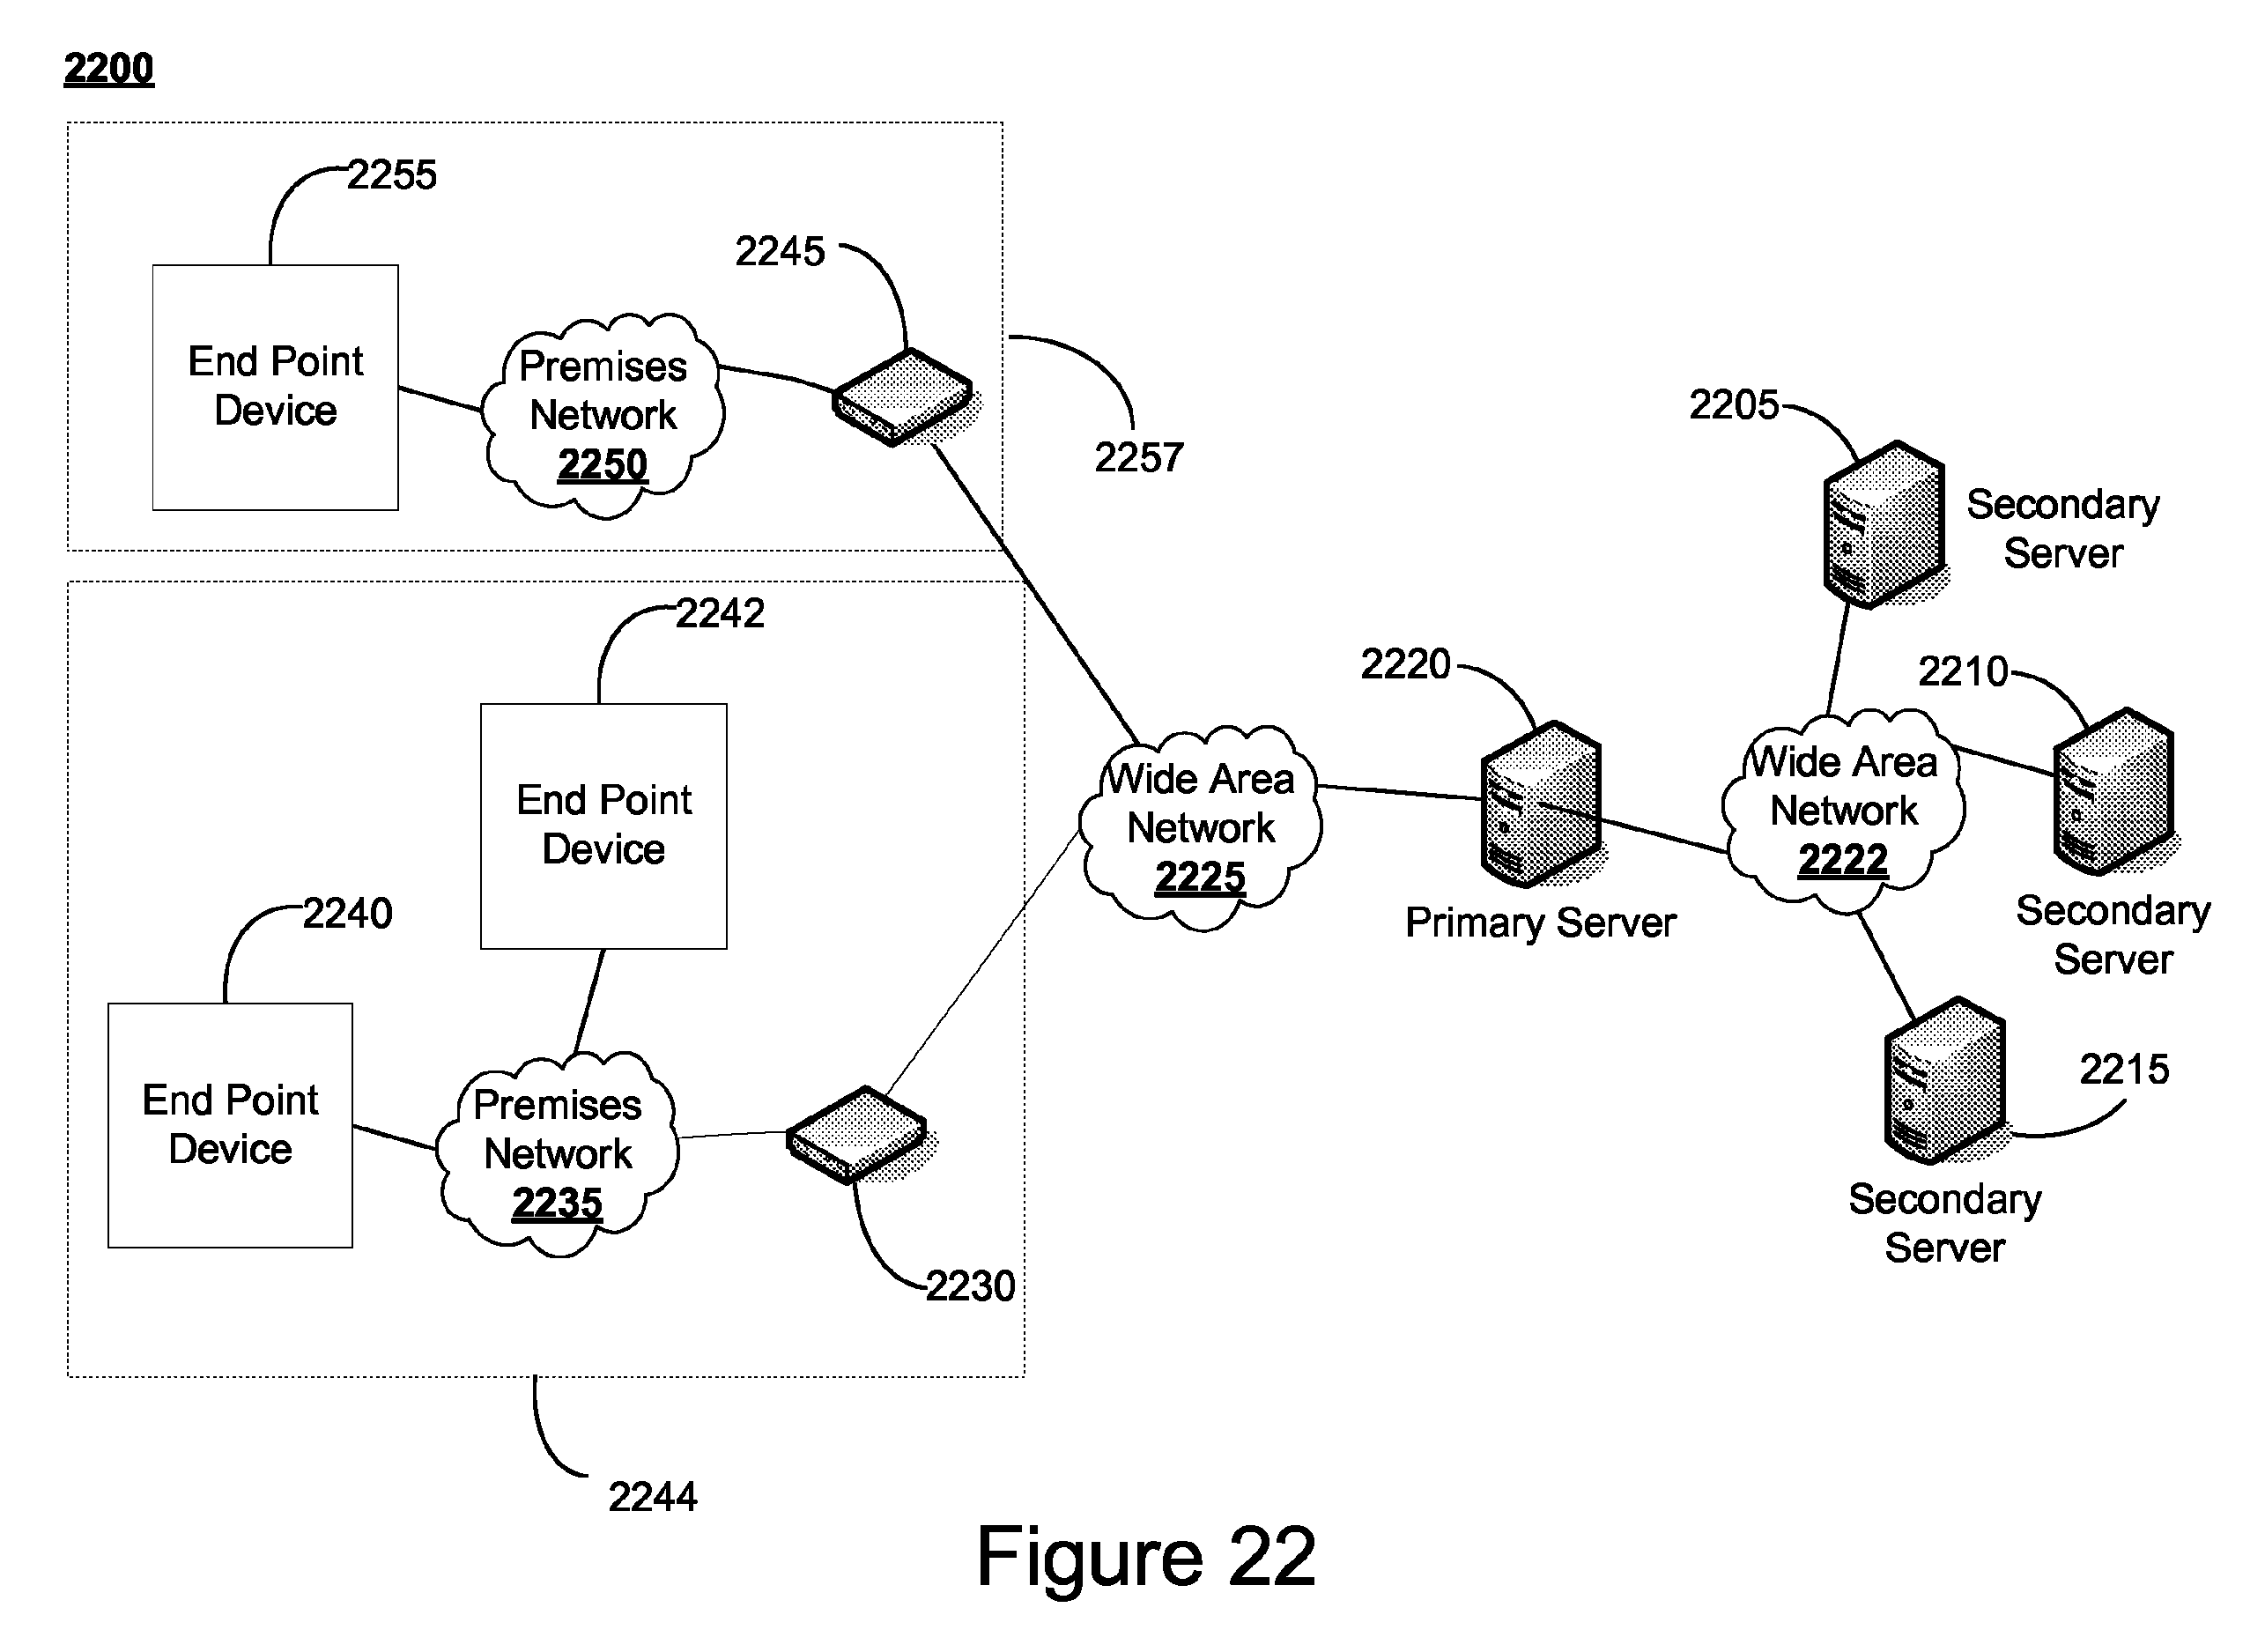 2200
2255
2245
End Point
Device
Premises
Network
2250
2257
2205
Secondary
Server
2242
2220
2210
End Point
Device
Wide Area
Network
2225
Primary Server
Wide Area
Network
2222
Secondary
Server
2240
End Point
Device
Premises
Network
2235
2230
2215
Secondary
Server
2244
Figure 22